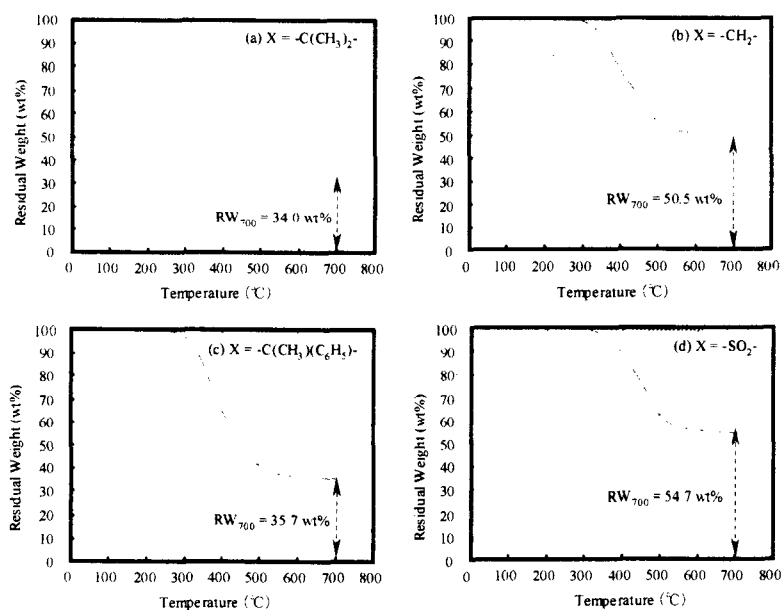 (a) X = -C(CH₃)₂-
100
90
80
70
60
50
40
30
20
10
0
Residual Weight (wt%)
RW₇₀₀ = 34.0 wt%
0 100 200 300 400 500 600 700 800
Temperature (℃)
(b) X = -CH₂-
100
90
80
70
60
50
40
30
20
10
0
Residual Weight (wt%)
RW₇₀₀ = 50.5 wt%
0 100 200 300 400 500 600 700 800
Temperature (℃)
(c) X = -C(CH₃)(C₆H₅)-
100
90
80
70
60
50
40
30
20
10
0
Residual Weight (wt%)
RW₇₀₀ = 35.7 wt%
0 100 200 300 400 500 600 700 800
Temperature (℃)
(d) X = -SO₂-
100
90
80
70
60
50
40
30
20
10
0
Residual Weight (wt%)
RW₇₀₀ = 54.7 wt%
0 100 200 300 400 500 600 700 800
Temperature (℃)